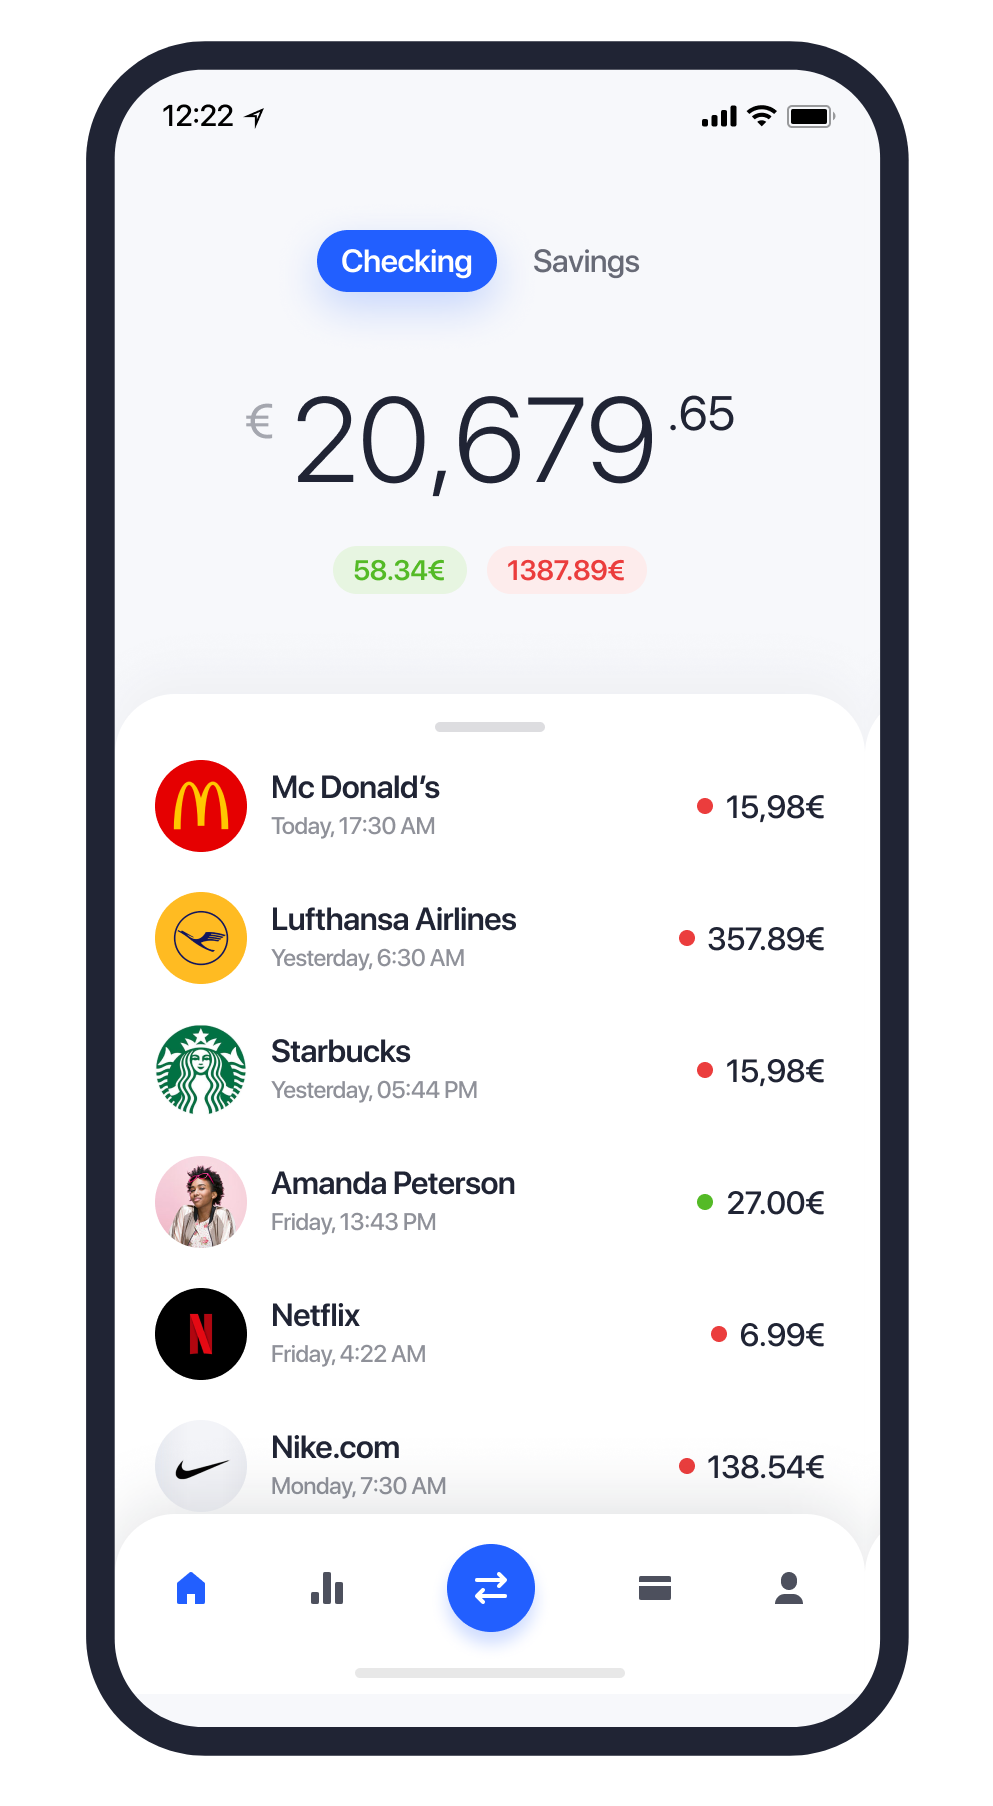 12:22
Checking Savings
€ 20,679 .65
58.34€ 1387.89€
Mc Donald’s
Today, 17:30 AM
15,98€
Lufthansa Airlines
Yesterday, 6:30 AM
357.89€
Starbucks
Yesterday, 05:44 PM
15,98€
Amanda Peterson
Friday, 13:43 PM
27.00€
Netflix
Friday, 4:22 AM
6.99€
Nike.com
Monday, 7:30 AM
138.54€